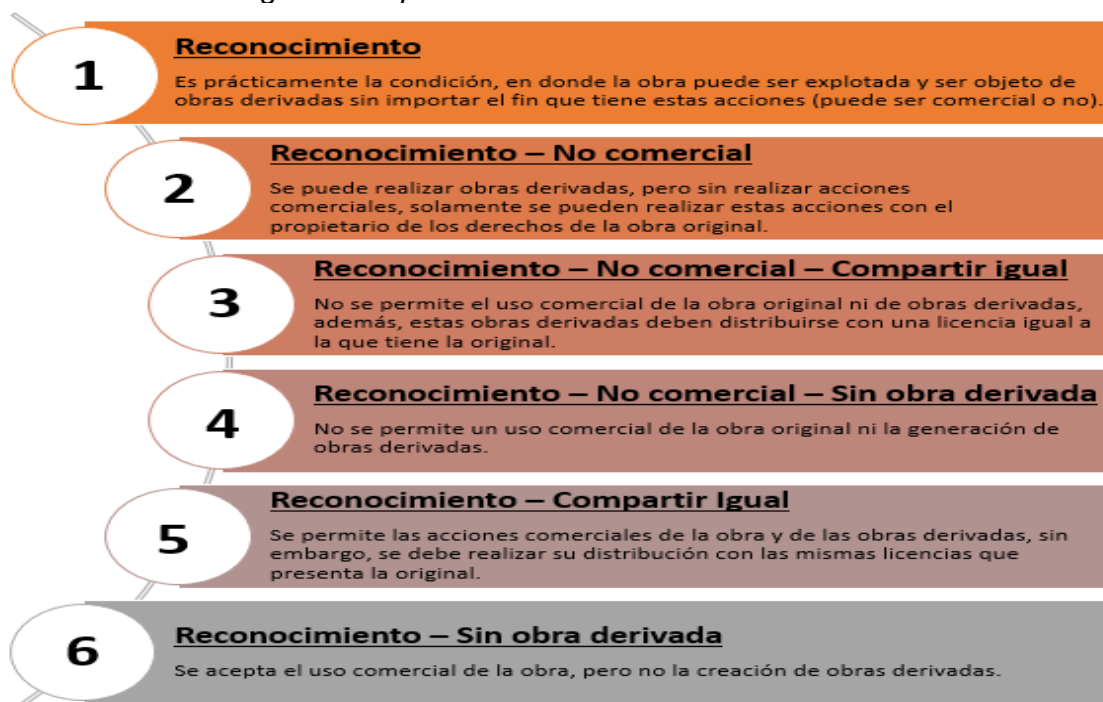 1
Reconocimiento
Es prácticamente la condición, en donde la obra puede ser explotada y ser objeto de
obras derivadas sin importar el fin que tiene estas acciones (puede ser comercial o no).
2
Reconocimiento – No comercial
Se puede realizar obras derivadas, pero sin realizar acciones
comerciales, solamente se pueden realizar estas acciones con el
propietario de los derechos de la obra original.
3
Reconocimiento – No comercial – Compartir igual
No se permite el uso comercial de la obra original ni de obras derivadas,
además, estas obras derivadas deben distribuirse con una licencia igual a
la que tiene la original.
4
Reconocimiento – No comercial – Sin obra derivada
No se permite un uso comercial de la obra original ni la generación de
obras derivadas.
5
Reconocimiento – Compartir Igual
Se permite las acciones comerciales de la obra y de las obras derivadas, sin
embargo, se debe realizar su distribución con las mismas licencias que
presenta la original.
6
Reconocimiento – Sin obra derivada
Se acepta el uso comercial de la obra, pero no la creación de obras derivadas.